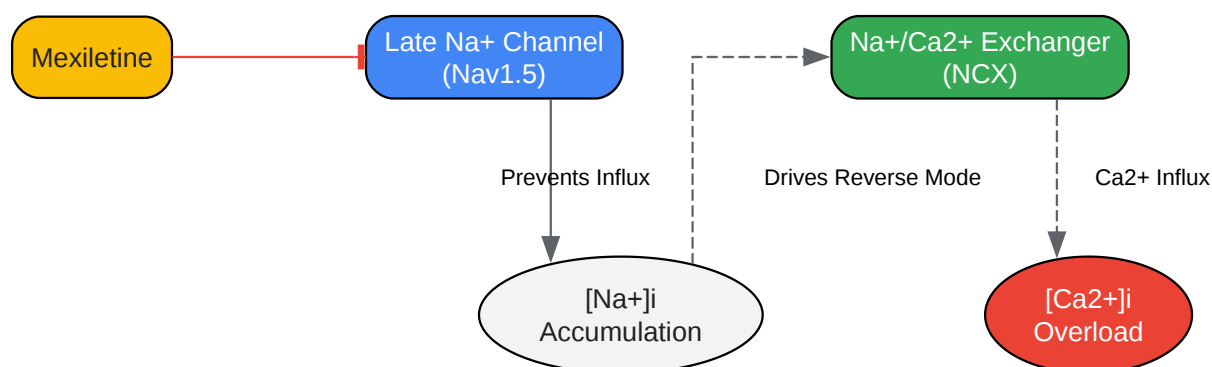 Mexiletine
Late Na+ Channel
(Nav1.5)
Na+/Ca2+ Exchanger
(NCX)
Prevents Influx
Drives Reverse Mode
Ca2+ Influx
[Na+]i
Accumulation
[Ca2+]i
Overload